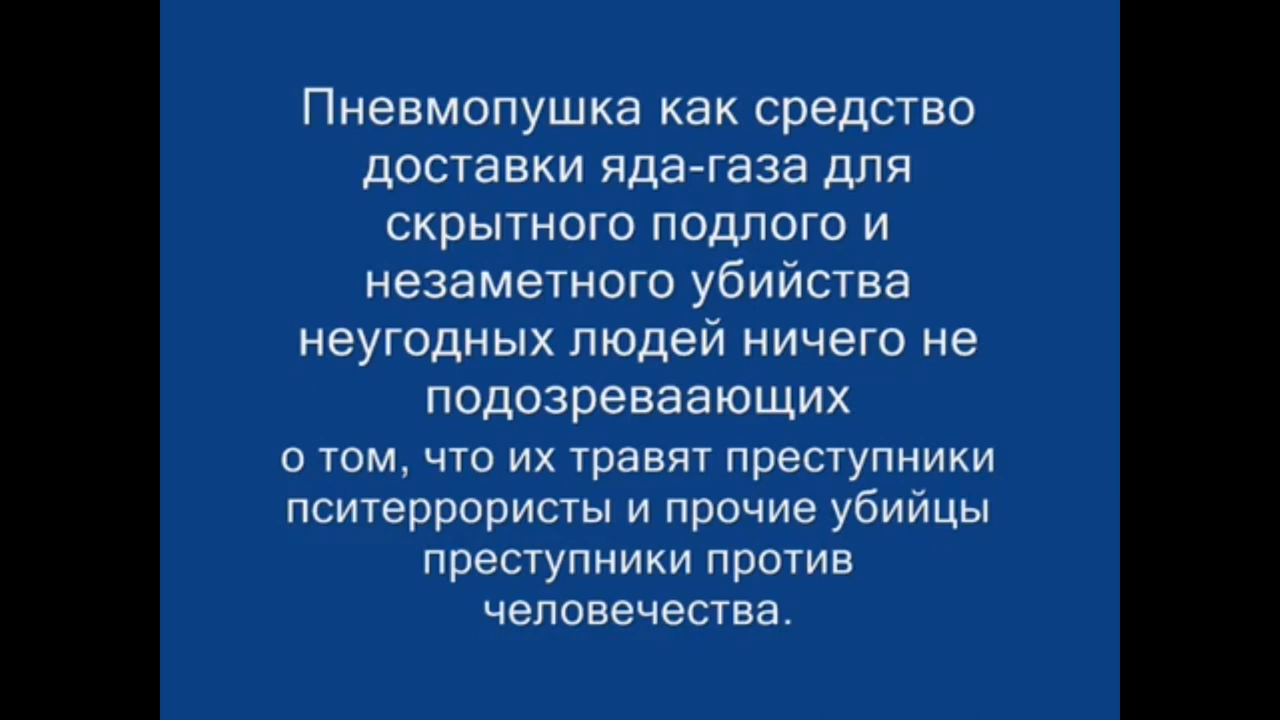 Пневмопушка как средство
доставки яда-газа для
скрытного подлого и
незаметного убийства
неугодных людей ничего не
подозреваающих
о том, что их травят преступники
пситеррористы и прочие убийцы
преступники против
человечества.